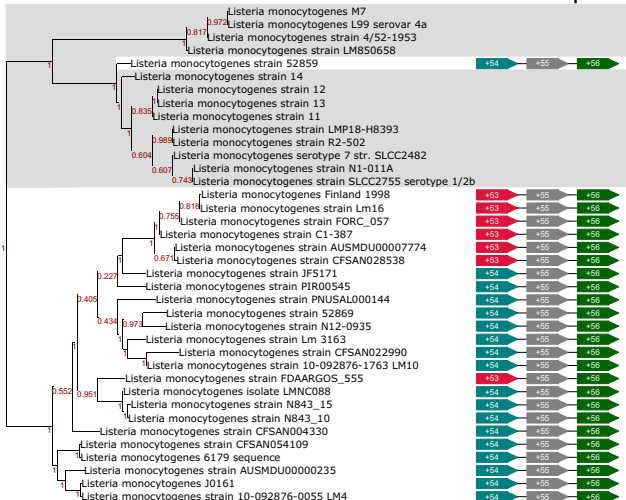 Listeria monocytogenes M7
0.972 Listeria monocytogenes L99 serovar 4a
0.817 Listeria monocytogenes strain 4/52-1953
Listeria monocytogenes strain LM850658
1 Listeria monocytogenes strain 52859 +54 +55 +56
Listeria monocytogenes strain 14
1 Listeria monocytogenes strain 12
1 Listeria monocytogenes strain 13
0.835 Listeria monocytogenes strain 11
1 Listeria monocytogenes strain LMP18-H8393
0.989 Listeria monocytogenes strain R2-502
0.604 Listeria monocytogenes serotype 7 str. SLCC2482
0.607 Listeria monocytogenes strain N1-011A
0.743 Listeria monocytogenes strain SLCC2755 serotype 1/2b
Listeria monocytogenes Finland 1998 +53 +55 +56
0.818 Listeria monocytogenes strain Lm16 +53 +55 +56
0.755 Listeria monocytogenes strain FORC_057 +53 +55 +56
Listeria monocytogenes strain C1-387 +53 +55 +56
1 1 Listeria monocytogenes strain AUSMDU00007774 +53 +55 +56
0.671 Listeria monocytogenes strain CFSAN028538 +53 +55 +56
1 Listeria monocytogenes strain JF5171 +54 +55 +56
0.227 1 Listeria monocytogenes strain PIR00545 +54 +55 +56
0.405 Listeria monocytogenes strain PNUSAL000144 +54 +55 +56
Listeria monocytogenes strain 52869 +54 +55 +56
0.434 0.973 Listeria monocytogenes strain N12-0935 +54 +55 +56
1 Listeria monocytogenes strain Lm 3163 +54 +55 +56
1 Listeria monocytogenes strain CFSAN022990 +54 +55 +56
1 1 Listeria monocytogenes strain 10-092876-1763 LM10 +54 +55 +56
Listeria monocytogenes strain FDAARGOS_555 +53 +55 +56
0.552 0.951 Listeria monocytogenes isolate LMNC088 +54 +55 +56
1 Listeria monocytogenes strain N843_15 +54 +55 +56
1 Listeria monocytogenes strain N843_10 +54 +55 +56
Listeria monocytogenes strain CFSAN004330 +54 +55 +56
1 Listeria monocytogenes strain CFSAN054109 +54 +55 +56
1 Listeria monocytogenes 6179 sequence +54 +55 +56
1 Listeria monocytogenes strain AUSMDU00000235 +54 +55 +56
1 Listeria monocytogenes J0161 +54 +55 +56
1 Listeria monocytogenes strain 10-092876-0055 LM4 +54 +55 +56